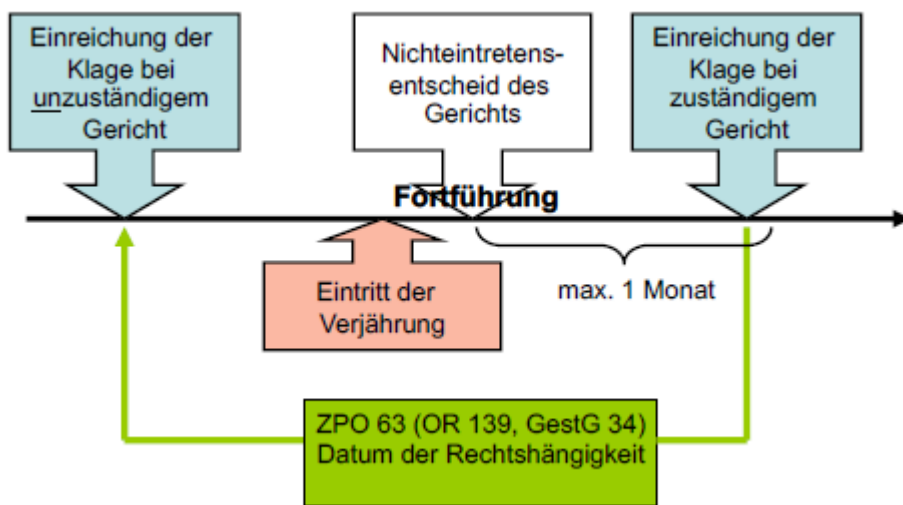 Einreichung der
Klage bei
unzuständigem
Gericht
Nichteintretens-
entscheid des
Gerichts
Einreichung der
Klage bei
zuständigem
Gericht
Fortführung
Eintritt der
Verjährung
max. 1 Monat
ZPO 63 (OR 139, GestG 34)
Datum der Rechtshängigkeit